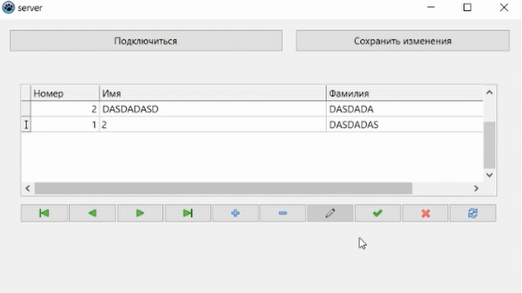 server
Подключиться Сохранить изменения
Номер Имя Фамилия
2 DASDADASD DASDADA
1 2 DASDADAS